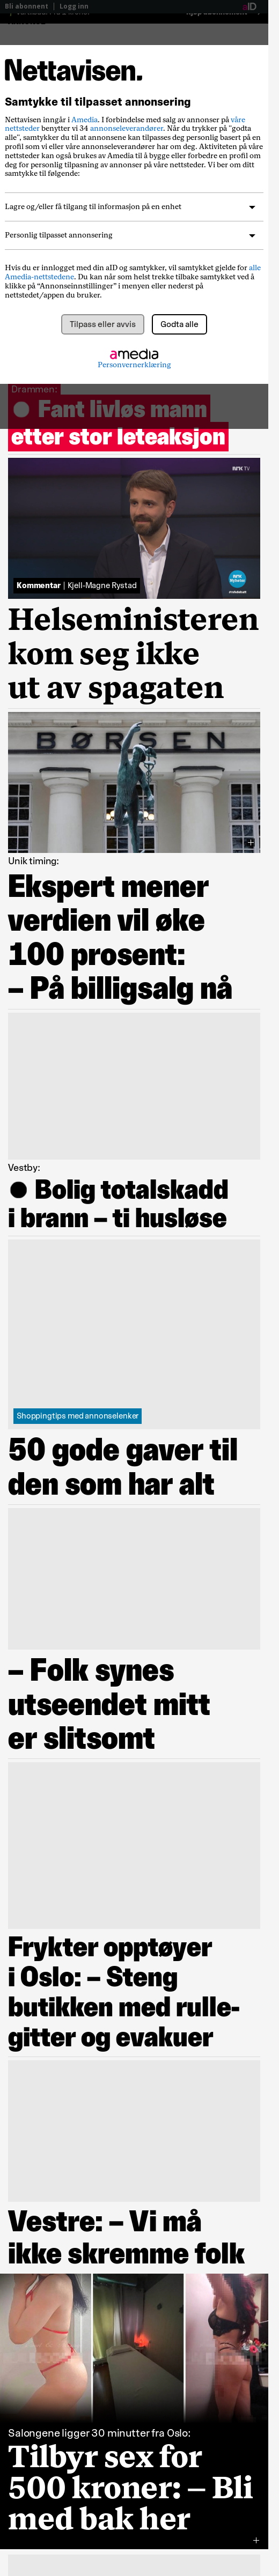 Bli abonnent | Logg inn
aID
Nettavisen.
Samtykke til tilpasset annonsering
Nettavisen inngår i Amedia. I forbindelse med salg av annonser på våre
nettsteder benytter vi 34 annonseleverandører. Når du trykker på "godta
alle", samtykker du til at annonsene kan tilpasses deg personlig basert på en
profil som vi eller våre annonseleverandører har om deg. Aktiviteten på våre
nettsteder kan også brukes av Amedia til å bygge eller forbedre en profil om
deg til personlig tilpasning av annonser på våre nettsteder. Vi ber om ditt
samtykke til følgende:
Lagre og/eller få tilgang til informasjon på en enhet
Personlig tilpasset annonsering
Hvis du er innlogget med din aID og samtykker, vil samtykket gjelde for alle
Amedia-nettstedene. Du kan når som helst trekke tilbake samtykket ved å
klikke på “Annonseinnstillinger” i menyen eller nederst på
nettstedet/appen du bruker.
Tilpass eller avvis
Godta alle
amedia
Personvernerklæring
Drammen:
● Fant livløs mann
etter stor leteaksjon
NRK TV
NRK Nyheter
#nrkdebatt
Kommentar | Kjell-Magne Rystad
Helseministeren
kom seg ikke
ut av spagaten
BØRSEN
Unik timing:
Ekspert mener
verdien vil øke
100 prosent:
– På billigsalg nå
Vestby:
● Bolig totalskadd
i brann – ti husløse
Shoppingtips med annonselenker
50 gode gaver til
den som har alt
– Folk synes
utseendet mitt
er slitsomt
Frykter opptøyer
i Oslo: – Steng
butikken med rulle-
gitter og evakuer
Vestre: – Vi må
ikke skremme folk
Salongene ligger 30 minutter fra Oslo:
Tilbyr sex for
500 kroner: – Bli
med bak her